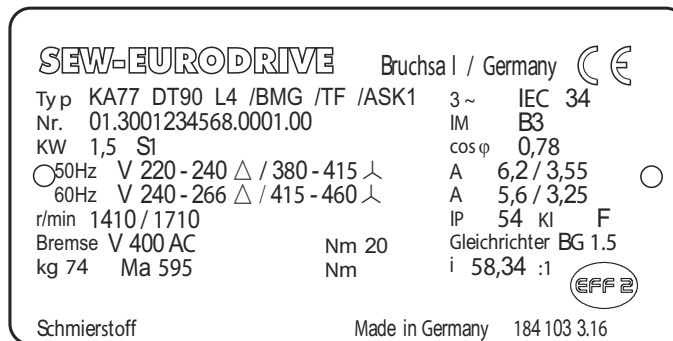 SEW-EURODRIVE Bruchsal / Germany CE
Typ KA77 DT90 L4 /BMG /TF /ASK1 3~ IEC 34
Nr. 01.3001234568.0001.00 IM B3
KW 1,5 S1 cos φ 0,78
50Hz V 220-240 △ / 380-415 ⅄ A 6,2 / 3,55
60Hz V 240-266 △ / 415-460 ⅄ A 5,6 / 3,25
r/min 1410 / 1710 IP 54 Kl F
Bremse V 400 AC Nm 20 Gleichrichter BG 1.5
kg 74 Ma 595 Nm i 58,34 :1
EFF 2
Schmierstoff Made in Germany 184 103 3.16